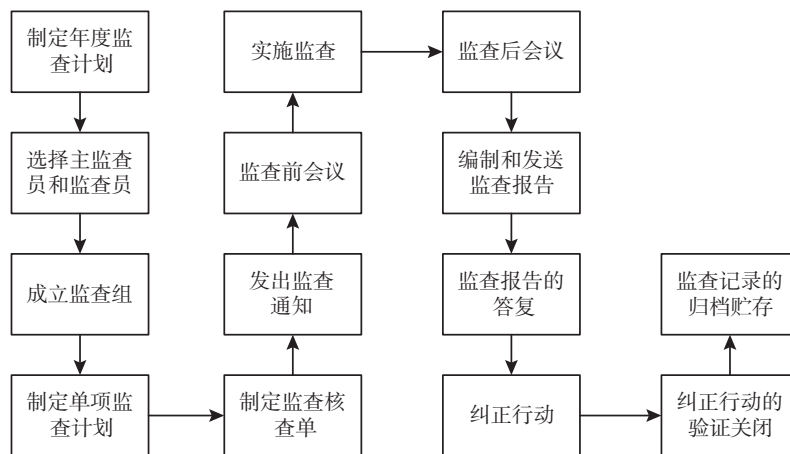 制定年度监
查计划
选择主监查
员和监查员
成立监查组
制定单项监
查计划
制定监查核
查单
发出监查
通知
监查前会议
实施监查
监查后会议
编制和发送
监查报告
监查报告的
答复
纠正行动
纠正行动的
验证关闭
监查记录的
归档贮存